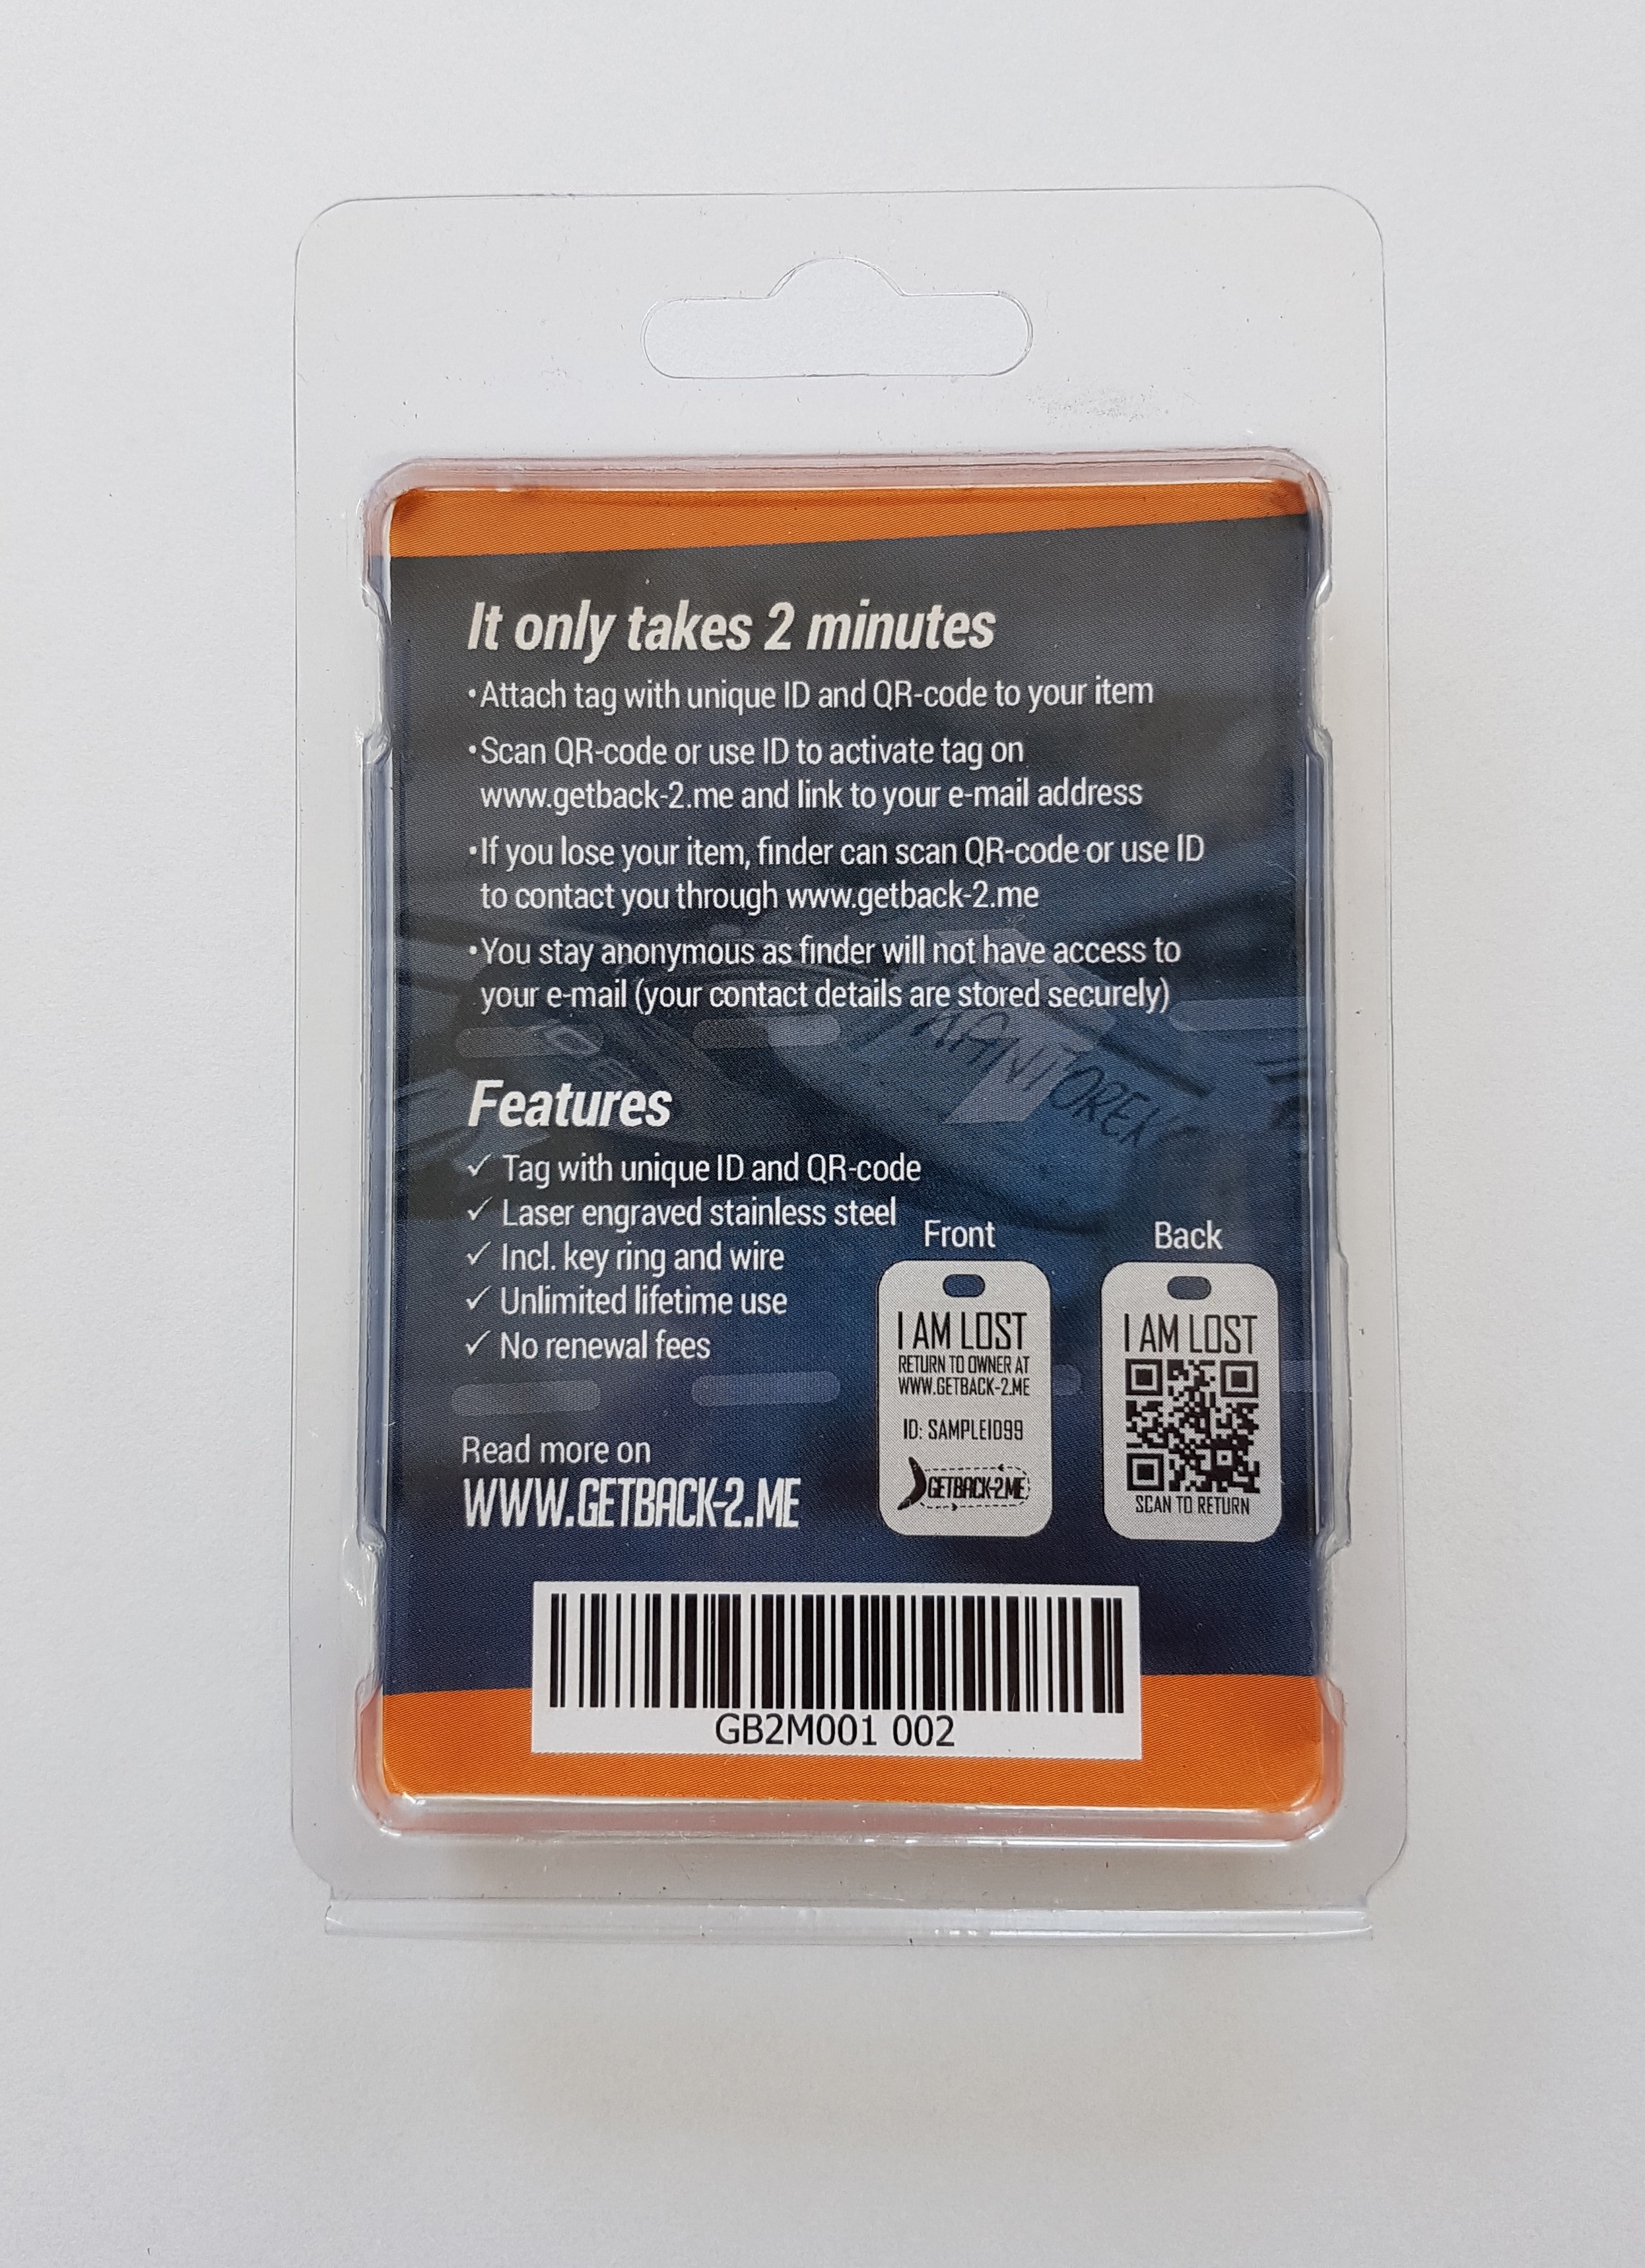 It only takes 2 minutes
•Attach tag with unique ID and QR-code to your item
•Scan QR-code or use ID to activate tag on
www.getback-2.me and link to your e-mail address
•If you lose your item, finder can scan QR-code or use ID
to contact you through www.getback-2.me
•You stay anonymous as finder will not have access to
your e-mail (your contact details are stored securely)
KANTOREK
Features
✓ Tag with unique ID and QR-code
✓ Laser engraved stainless steel
✓ Incl. key ring and wire
✓ Unlimited lifetime use
✓ No renewal fees
Read more on
WWW.GETBACK-2.ME
Front
I AM LOST
RETURN TO OWNER AT
WWW.GETBACK-2.ME
ID: SAMPLEID99
GETBACK-2.ME
Back
I AM LOST
SCAN TO RETURN
GB2M001 002